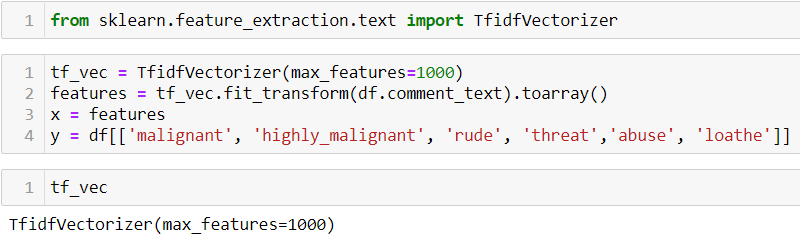 1 from sklearn.feature_extraction.text import TfidfVectorizer
1 tf_vec = TfidfVectorizer(max_features=1000)
2 features = tf_vec.fit_transform(df.comment_text).toarray()
3 x = features
4 y = df[['malignant', 'highly_malignant', 'rude', 'threat','abuse', 'loathe']]
1 tf_vec
TfidfVectorizer(max_features=1000)